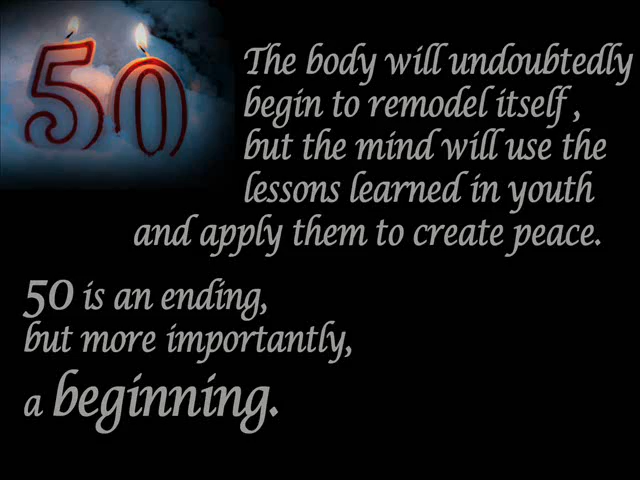 50
The body will undoubtedly
begin to remodel itself ,
but the mind will use the
lessons learned in youth
and apply them to create peace.
50 is an ending,
but more importantly,
a beginning.